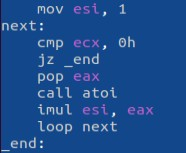 mov esi, 1
next:
cmp ecx, 0h
jz _end
pop eax
call atoi
imul esi, eax
loop next
_end: